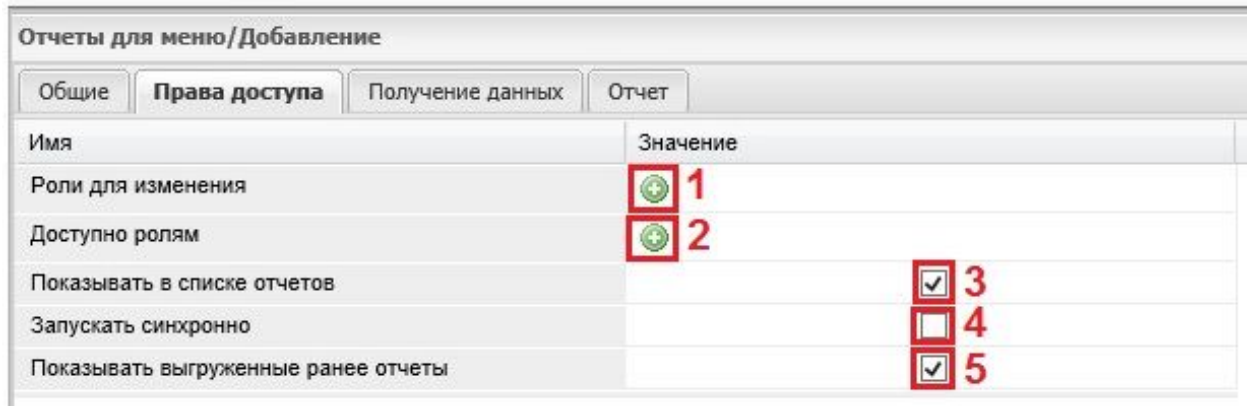 Отчеты для меню/Добавление
Общие Права доступа Получение данных Отчет
Имя Значение
Роли для изменения 1
Доступно ролям 2
Показывать в списке отчетов 3
Запускать синхронно 4
Показывать выгруженные ранее отчеты 5